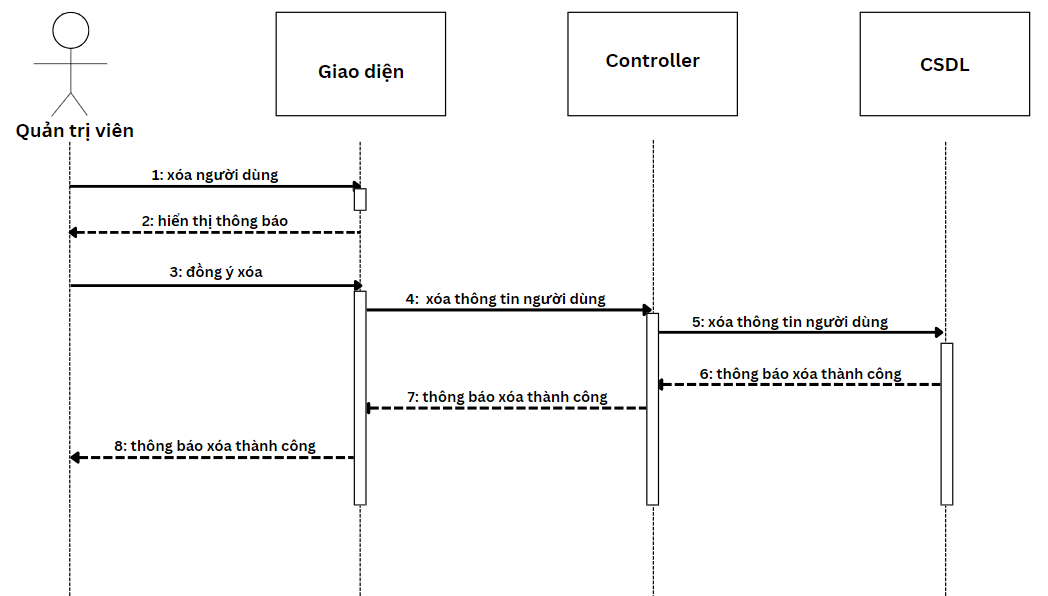 Giao diện
Controller
CSDL
Quản trị viên
1: xóa người dùng
2: hiển thị thông báo
3: đồng ý xóa
4: xóa thông tin người dùng
5: xóa thông tin người dùng
6: thông báo xóa thành công
7: thông báo xóa thành công
8: thông báo xóa thành công